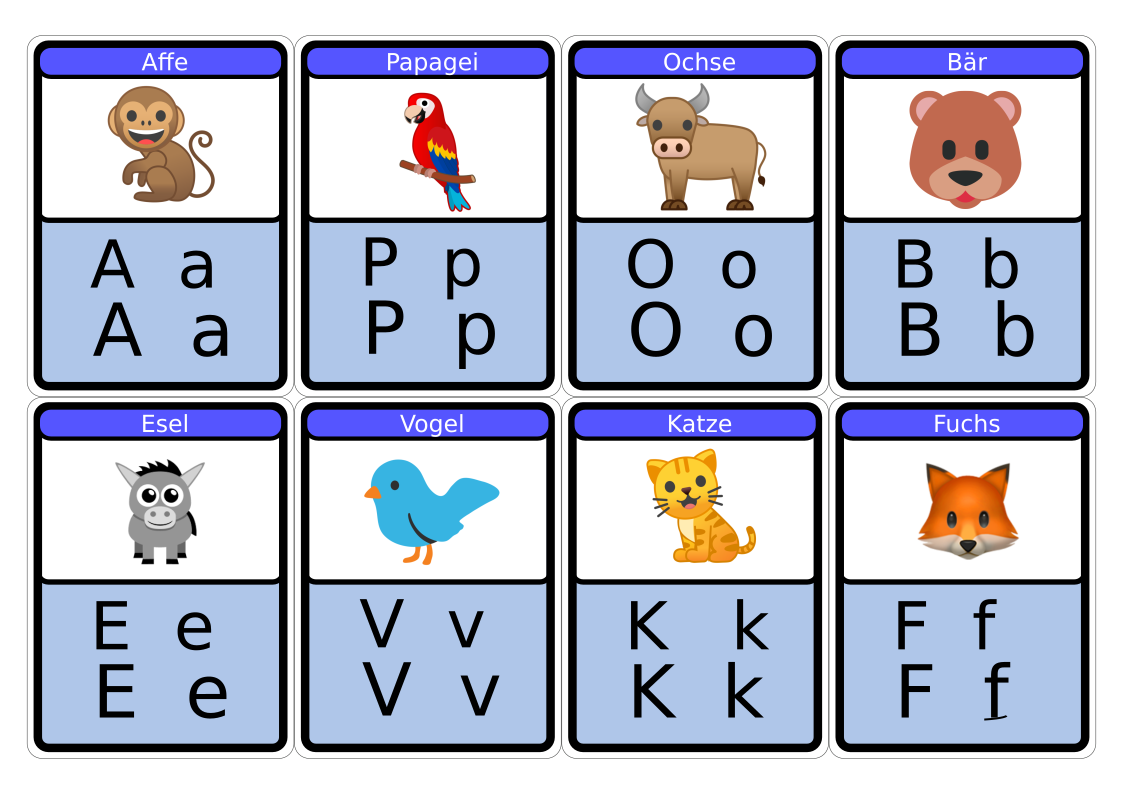 Affe
A a
A a
Papagei
P p
P p
Ochse
O o
O o
Bär
B b
B b
Esel
E e
E e
Vogel
V v
V v
Katze
K k
K k
Fuchs
F f
F f